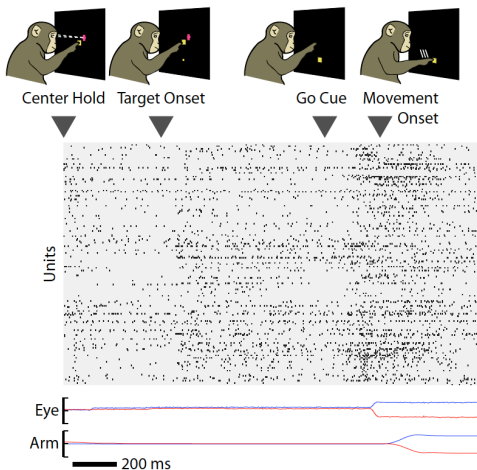 Center Hold
Target Onset
Go Cue
Movement
Onset
Units
Eye
Arm
200 ms